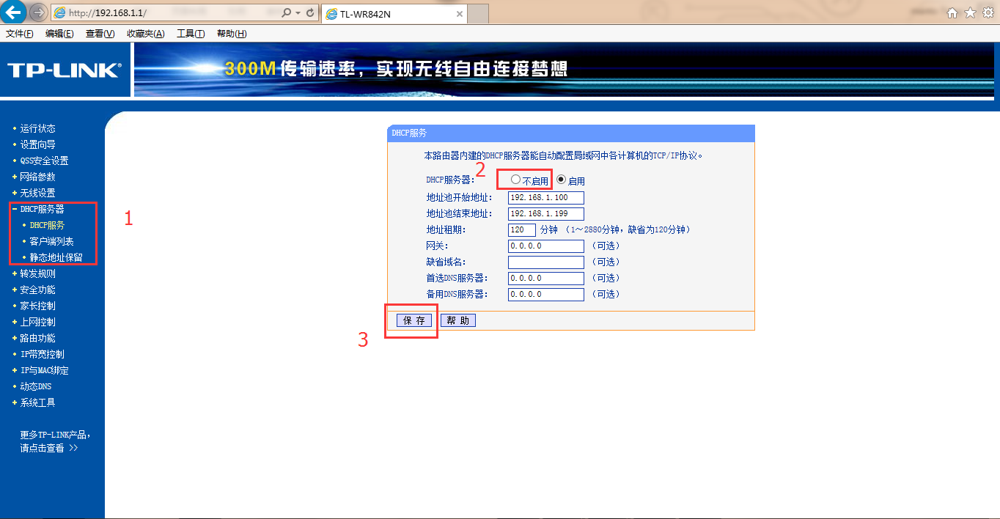 http://192.168.1.1/
TL-WR842N
文件(F) 编辑(E) 查看(V) 收藏夹(A) 工具(T) 帮助(H)
TP-LINK®
300M传输速率，实现无线自由连接梦想
运行状态
设置向导
QSS安全设置
网络参数
无线设置
DHCP服务器
DHCP服务
客户端列表
静态地址保留
转发规则
安全功能
家长控制
上网控制
路由功能
IP带宽控制
IP与MAC绑定
动态DNS
系统工具
更多TP-LINK产品，
请点击查看 >>
1
DHCP服务
本路由器内建的DHCP服务器能自动配置局域网中各计算机的TCP/IP协议。
2
DHCP服务器： 不启用 启用
地址池开始地址： 192.168.1.100
地址池结束地址： 192.168.1.199
地址租期： 120 分钟 （1～2880分钟，缺省为120分钟）
网关： 0.0.0.0 （可选）
缺省域名： （可选）
首选DNS服务器： 0.0.0.0 （可选）
备用DNS服务器： 0.0.0.0 （可选）
保 存 帮 助
3